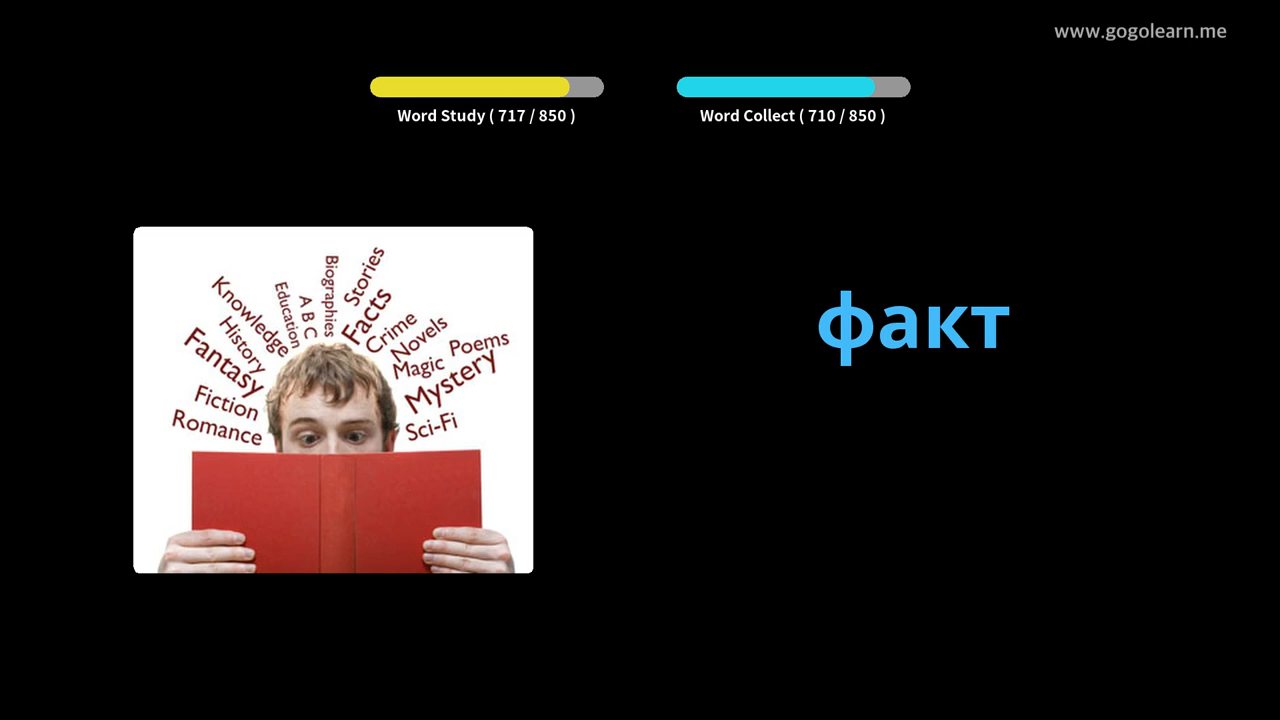 www.gogolearn.me
Word Study ( 717 / 850 )
Word Collect ( 710 / 850 )
Knowledge
History
Fantasy
Fiction
Romance
Education
A B C
Biographies
Stories
Facts
Crime
Novels
Magic
Poems
Mystery
Sci-Fi
факт